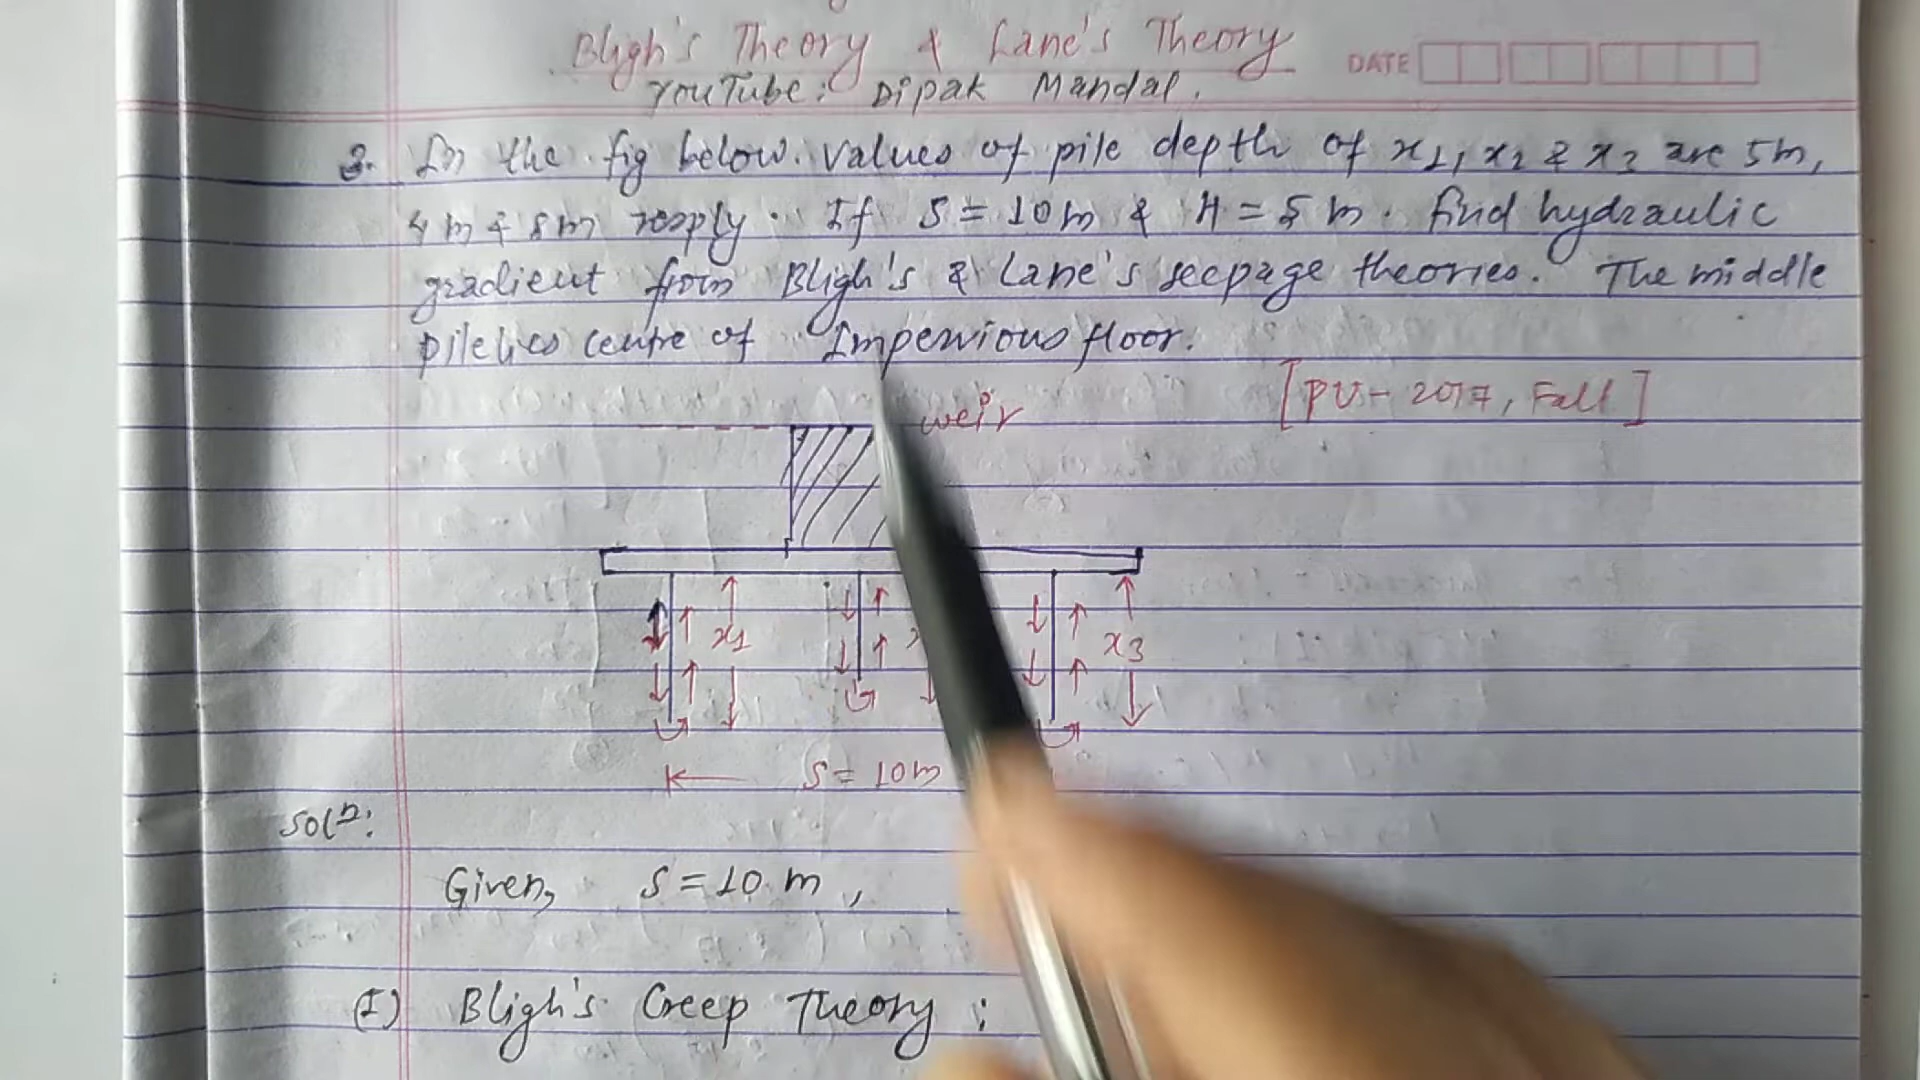 Bligh's Theory & Lane's Theory
DATE
YouTube: Dipak Mandal.
3. In the fig below. values of pile depth of x1, x2 & x3 are 5m,
4m & 8m resply. If S = 10m & H = 5m. find hydraulic
gradient from Bligh's & Lane's seepage theories. The middle
pile lies centre of Impervious floor.
[PU - 2017, Fall]
weir
x1
x3
S = 10m
Soln:
Given, S = 10 m,
(I) Bligh's Creep Theory :